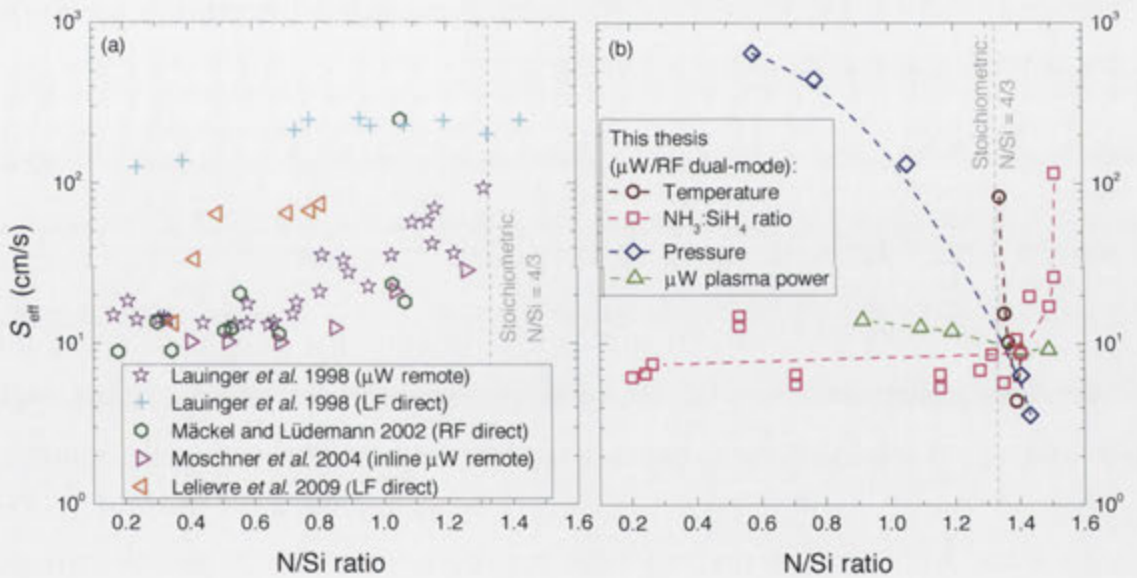 (a)
10³
10²
10¹
10⁰
S_eff (cm/s)
Stoichiometric:
N/Si = 4/3
Lauinger et al. 1998 (μW remote)
Lauinger et al. 1998 (LF direct)
Mäckel and Lüdemann 2002 (RF direct)
Moschner et al. 2004 (inline μW remote)
Lelievre et al. 2009 (LF direct)
0.2 0.4 0.6 0.8 1.0 1.2 1.4 1.6
N/Si ratio
(b)
Stoichiometric:
N/Si = 4/3
This thesis
(μW/RF dual-mode):
Temperature
NH₃:SiH₄ ratio
Pressure
μW plasma power
10³
10²
10¹
10⁰
0.2 0.4 0.6 0.8 1.0 1.2 1.4 1.6
N/Si ratio